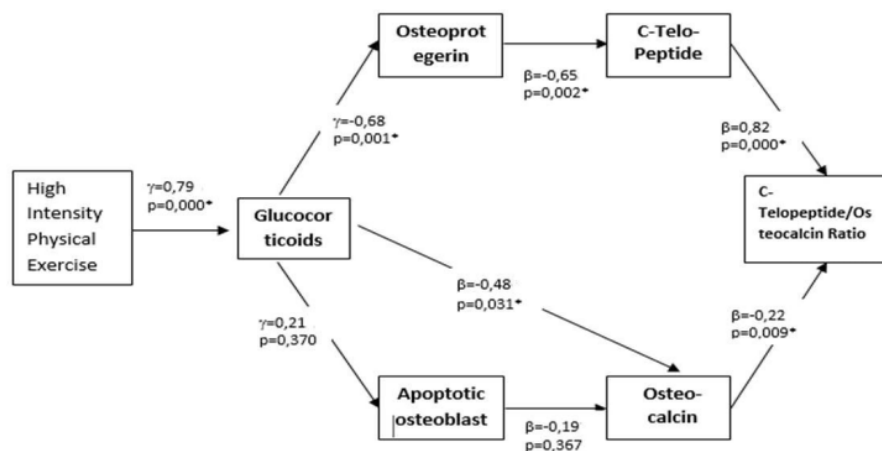 Osteoprot
egerin
C-Telo-
Peptide
β=-0,65
p=0,002*
γ=-0,68
p=0,001*
β=0,82
p=0,000*
High
Intensity
Physical
Exercise
γ=0,79
p=0,000*
Glucocor
ticoids
C-
Telopeptide/Os
teocalcin Ratio
β=-0,48
p=0,031*
γ=0,21
p=0,370
β=-0,22
p=0,009*
Apoptotic
osteoblast
β=-0,19
p=0,367
Osteo-
calcin